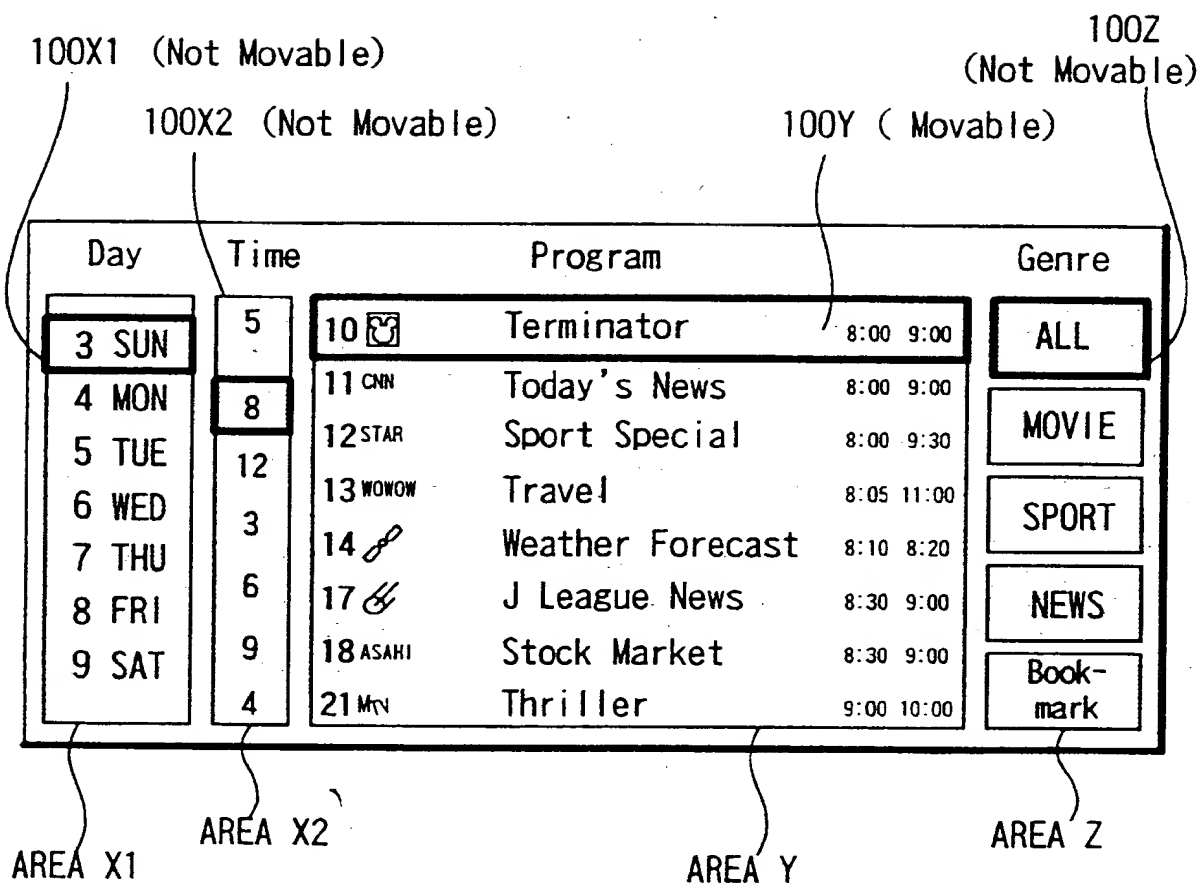 100X1 (Not Movable)
100Z
(Not Movable)
100X2 (Not Movable)
100Y ( Movable)
Day Time Program Genre
3 SUN
4 MON
5 TUE
6 WED
7 THU
8 FRI
9 SAT
5
8
12
3
6
9
4
10 Terminator 8:00 9:00
11 CNN Today's News 8:00 9:00
12 STAR Sport Special 8:00 9:30
13 WOWOW Travel 8:05 11:00
14 Weather Forecast 8:10 8:20
17 J League News 8:30 9:00
18 ASAHI Stock Market 8:30 9:00
21 MTV Thriller 9:00 10:00
ALL
MOVIE
SPORT
NEWS
Book-
mark
AREA X1
AREA X2
AREA Y
AREA Z